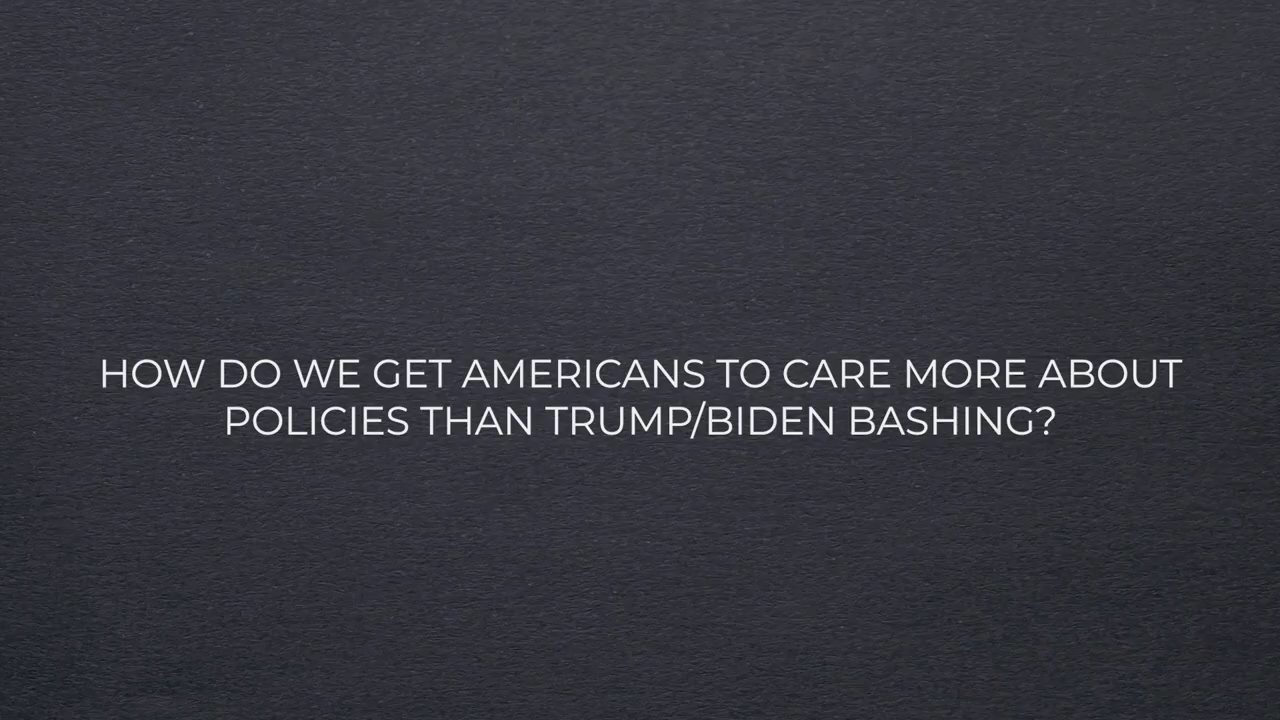 HOW DO WE GET AMERICANS TO CARE MORE ABOUT
POLICIES THAN TRUMP/BIDEN BASHING?